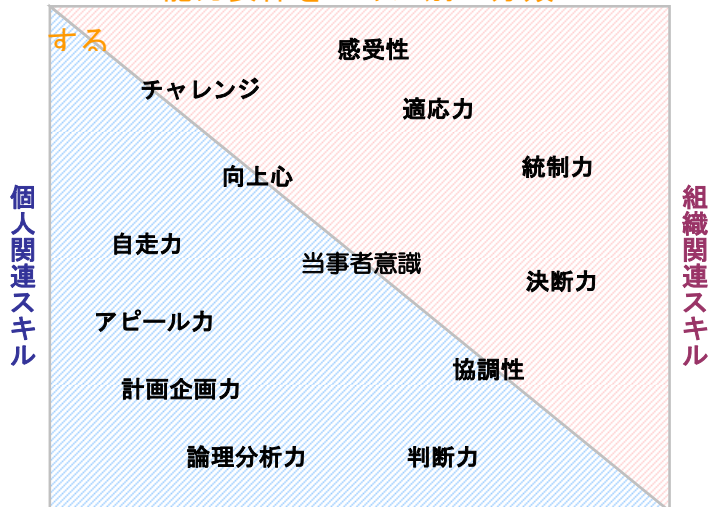 する
感受性
チャレンジ
適応力
統制力
向上心
個人関連スキル
組織関連スキル
自走力
当事者意識
決断力
アピール力
協調性
計画企画力
論理分析力
判断力